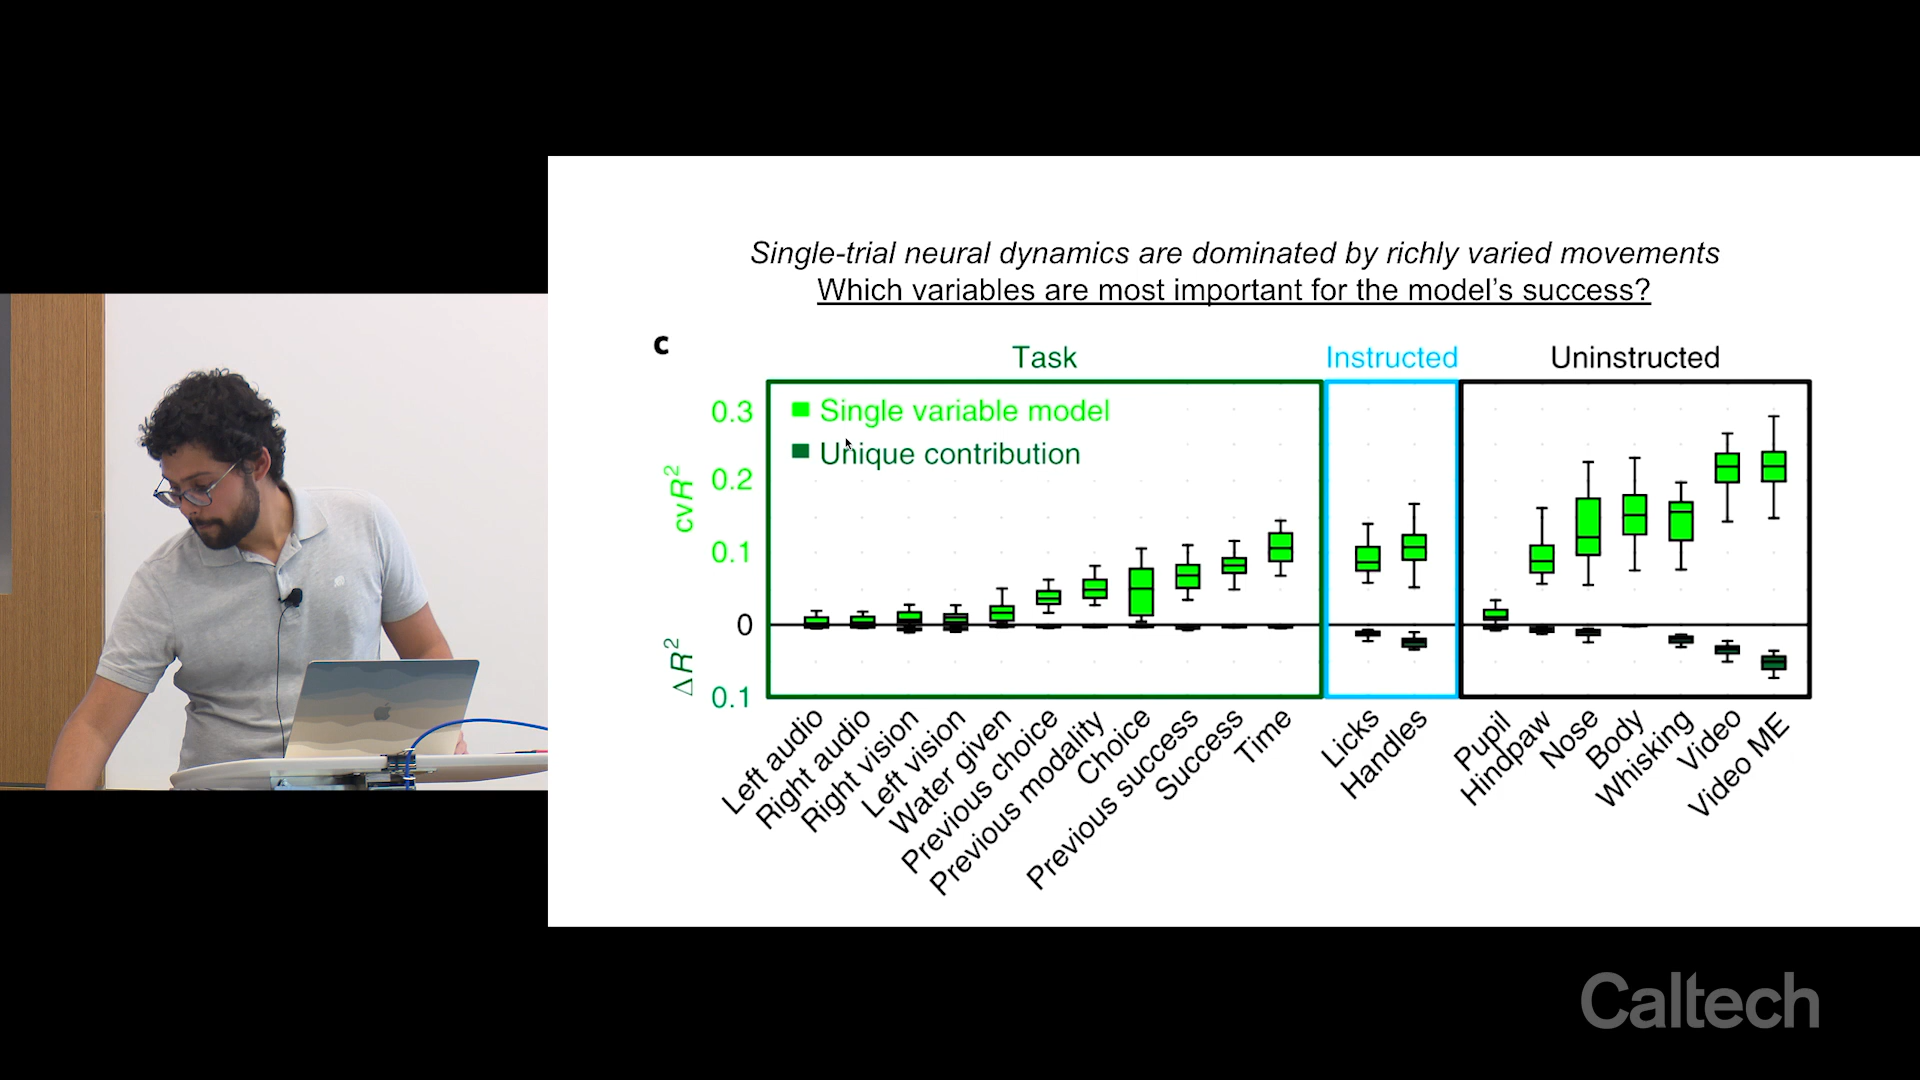 Single-trial neural dynamics are dominated by richly varied movements
Which variables are most important for the model's success?
c
Task
Instructed
Uninstructed
Single variable model
Unique contribution
cvR²
0.3
0.2
0.1
0
ΔR²
0.1
Left audio
Right audio
Right vision
Left vision
Water given
Previous choice
Previous modality
Choice
Previous success
Success
Time
Licks
Handles
Pupil
Hindpaw
Nose
Body
Whisking
Video
Video ME
Caltech